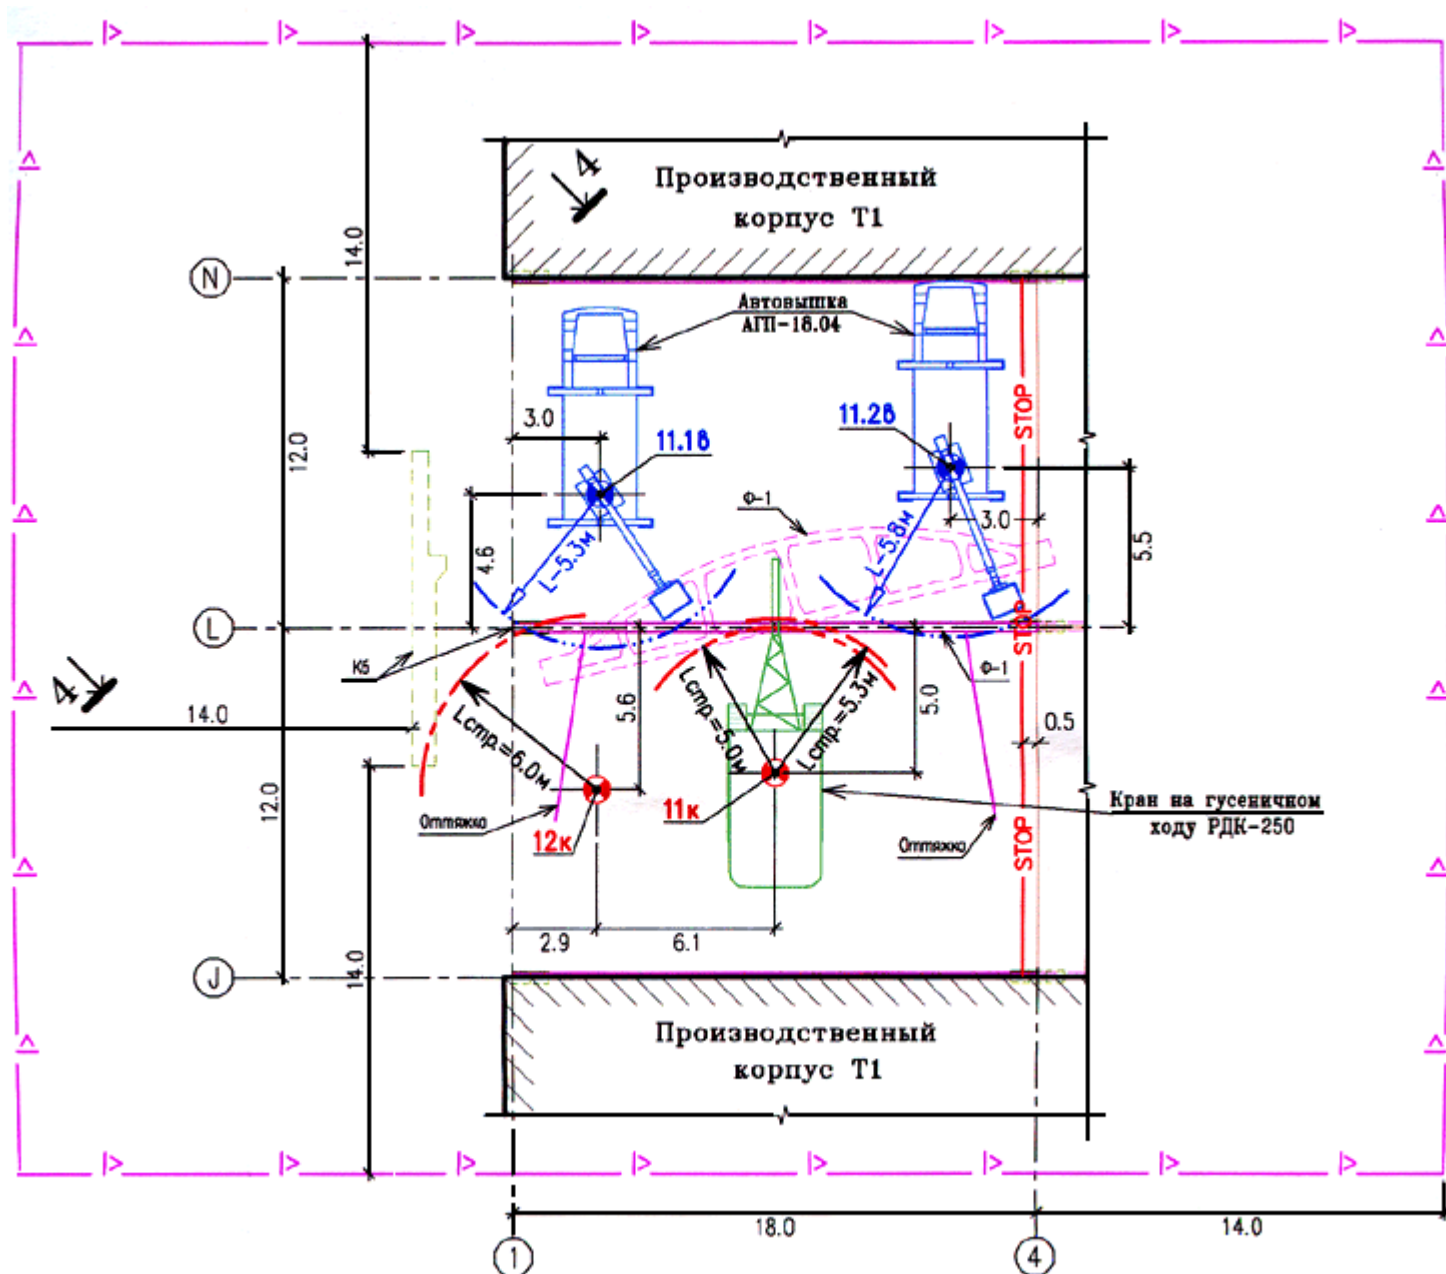 Производственный
корпус Т1
4
14.0
N
Автовышка
АГП-18.04
STOP
3.0
11.1в
11.2в
12.0
Ф-1
3.0
4.6
L-5.3м
L-5.8м
5.5
L
STOP
К5
Ф-1
4
14.0
5.6
5.0
Lстр.=6.0м
Lстр.=5.0м
Lстр.=5.3м
0.5
12.0
Оттяжка
12к
11к
Оттяжка
STOP
Кран на гусеничном
ходу РДК-250
2.9
6.1
J
14.0
Производственный
корпус Т1
18.0
14.0
1
4